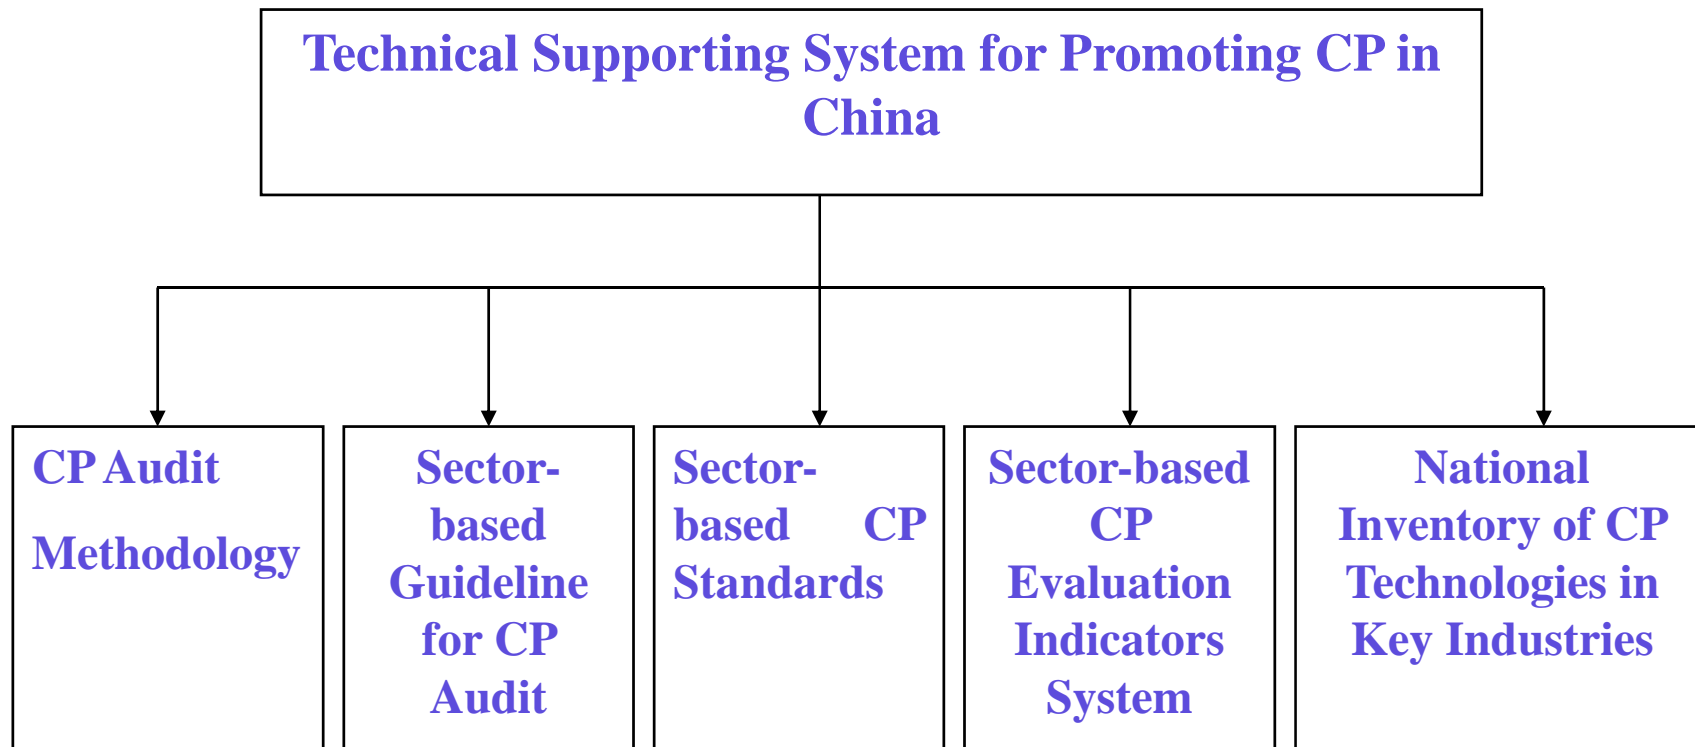 Technical Supporting System for Promoting CP in
China
CP Audit
Methodology
Sector-
based
Guideline
for CP
Audit
Sector-
based CP
Standards
Sector-based
CP
Evaluation
Indicators
System
National
Inventory of CP
Technologies in
Key Industries